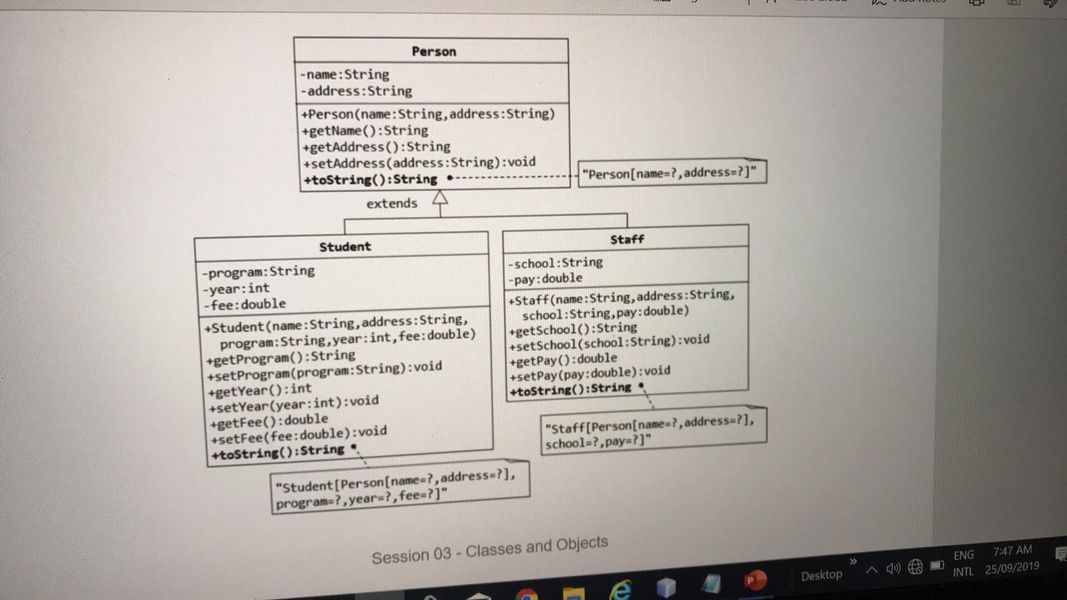 Person
-name:String
-address:String
+Person(name:String,address:String)
+getName():String
+getAddress():String
+setAddress(address:String):void
+toString():String
"Person[name=?,address=?]"
extends
Student
-program:String
-year:int
-fee:double
+Student(name:String,address:String,
program:String,year:int,fee:double)
+getProgram():String
+setProgram(program:String):void
+getYear():int
+setYear(year:int):void
+getFee():double
+setFee(fee:double):void
+toString():String
"Student[Person[name=?,address=?],
program=?,year=?,fee=?]"
Staff
-school:String
-pay:double
+Staff(name:String,address:String,
school:String,pay:double)
+getSchool():String
+setSchool(school:String):void
+getPay():double
+setPay(pay:double):void
+toString():String
"Staff[Person[name=?,address=?],
school=?,pay=?]"
Session 03 - Classes and Objects
Desktop
ENG
INTL
7:47 AM
25/09/2019